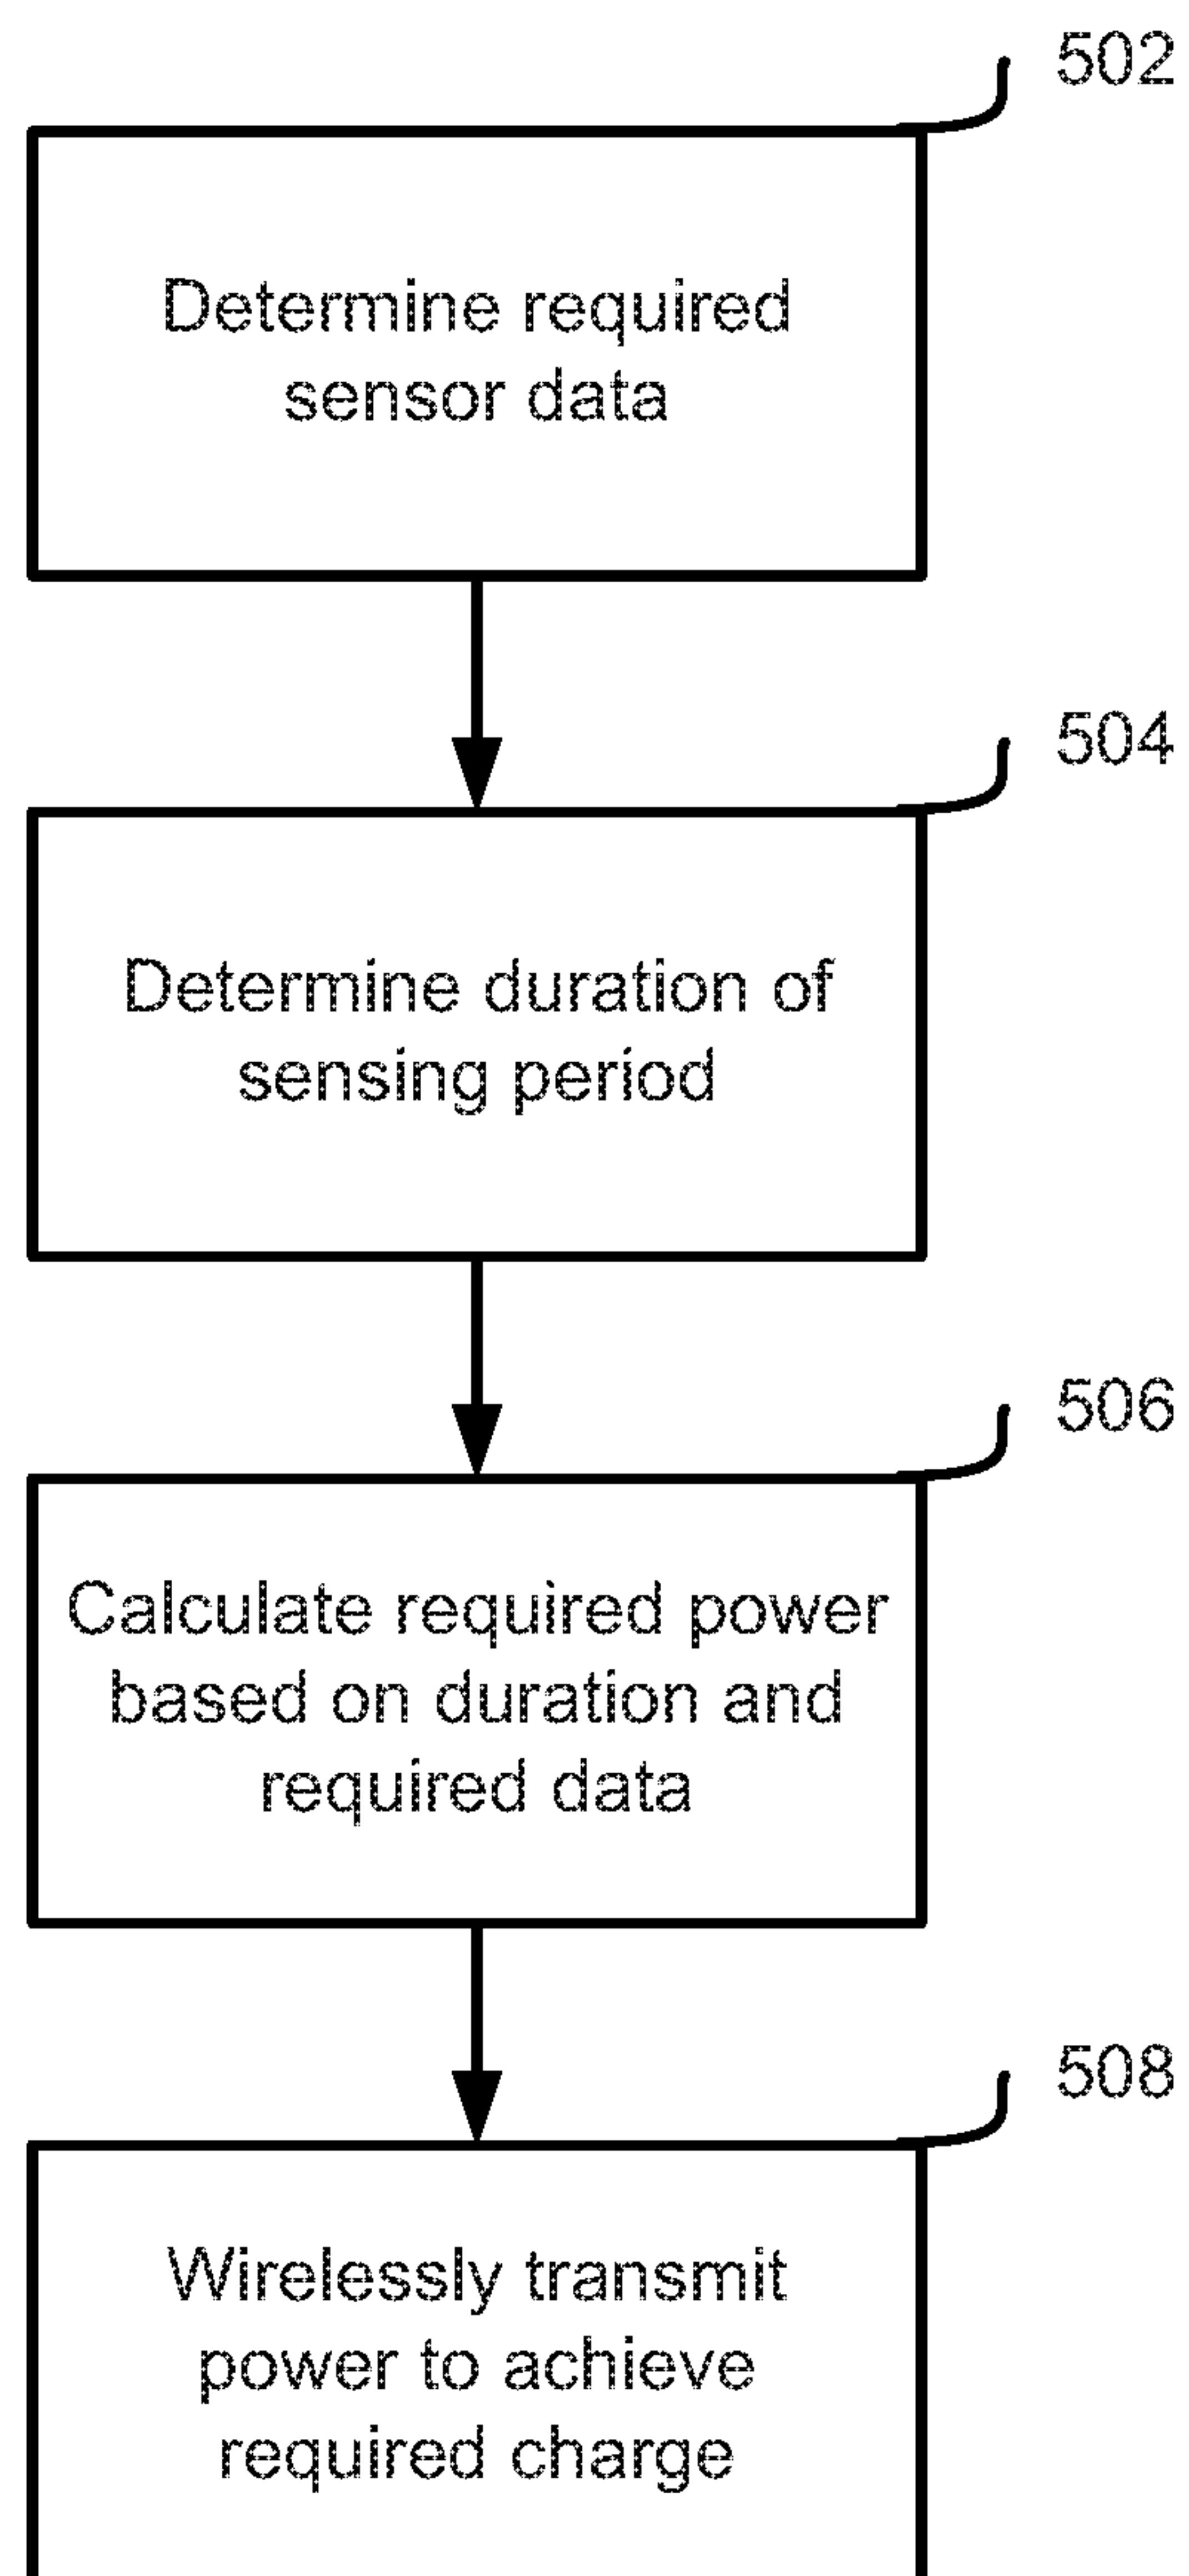 502
Determine required
sensor data
504
Determine duration of
sensing period
506
Calculate required power
based on duration and
required data
508
Wirelessly transmit
power to achieve
required charge